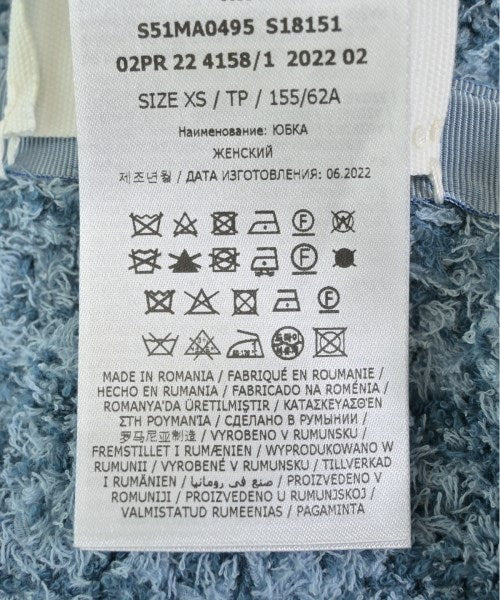 S51MA0495 S18151
02PR 22 4158/1 2022 02
SIZE XS / TP / 155/62A
Наименование: ЮБКА
ЖЕНСКИЙ
제조년월 / ДАТА ИЗГОТОВЛЕНИЯ: 06.2022
MADE IN ROMANIA / FABRIQUÉ EN ROUMANIE /
HECHO EN RUMANIA / FABRICADO NA ROMÉNIA /
ROMANYA'DA ÜRETILMIŞTIR / ΚΑΤΑΣΚΕΥΑΣΘ'ΕΝ
ΣΤΗ ΡΟΥΜΑΝΊΑ / СДЕЛАНО В РУМЫНИИ /
罗马尼亚制造 / VYROBENO V RUMUNSKU /
FREMSTILLET I RUMÆNIEN / WYPRODUKOWANO W
RUMUNII / VYROBENÉ V RUMUNSKU / TILLVERKAD
I RUMÄNIEN / صنع في رومانيا / PROIZVEDENO V
ROMUNIJI / PROIZVEDENO U RUMUNJSKOJ /
VALMISTATUD RUMEENIAS / PAGAMINTA